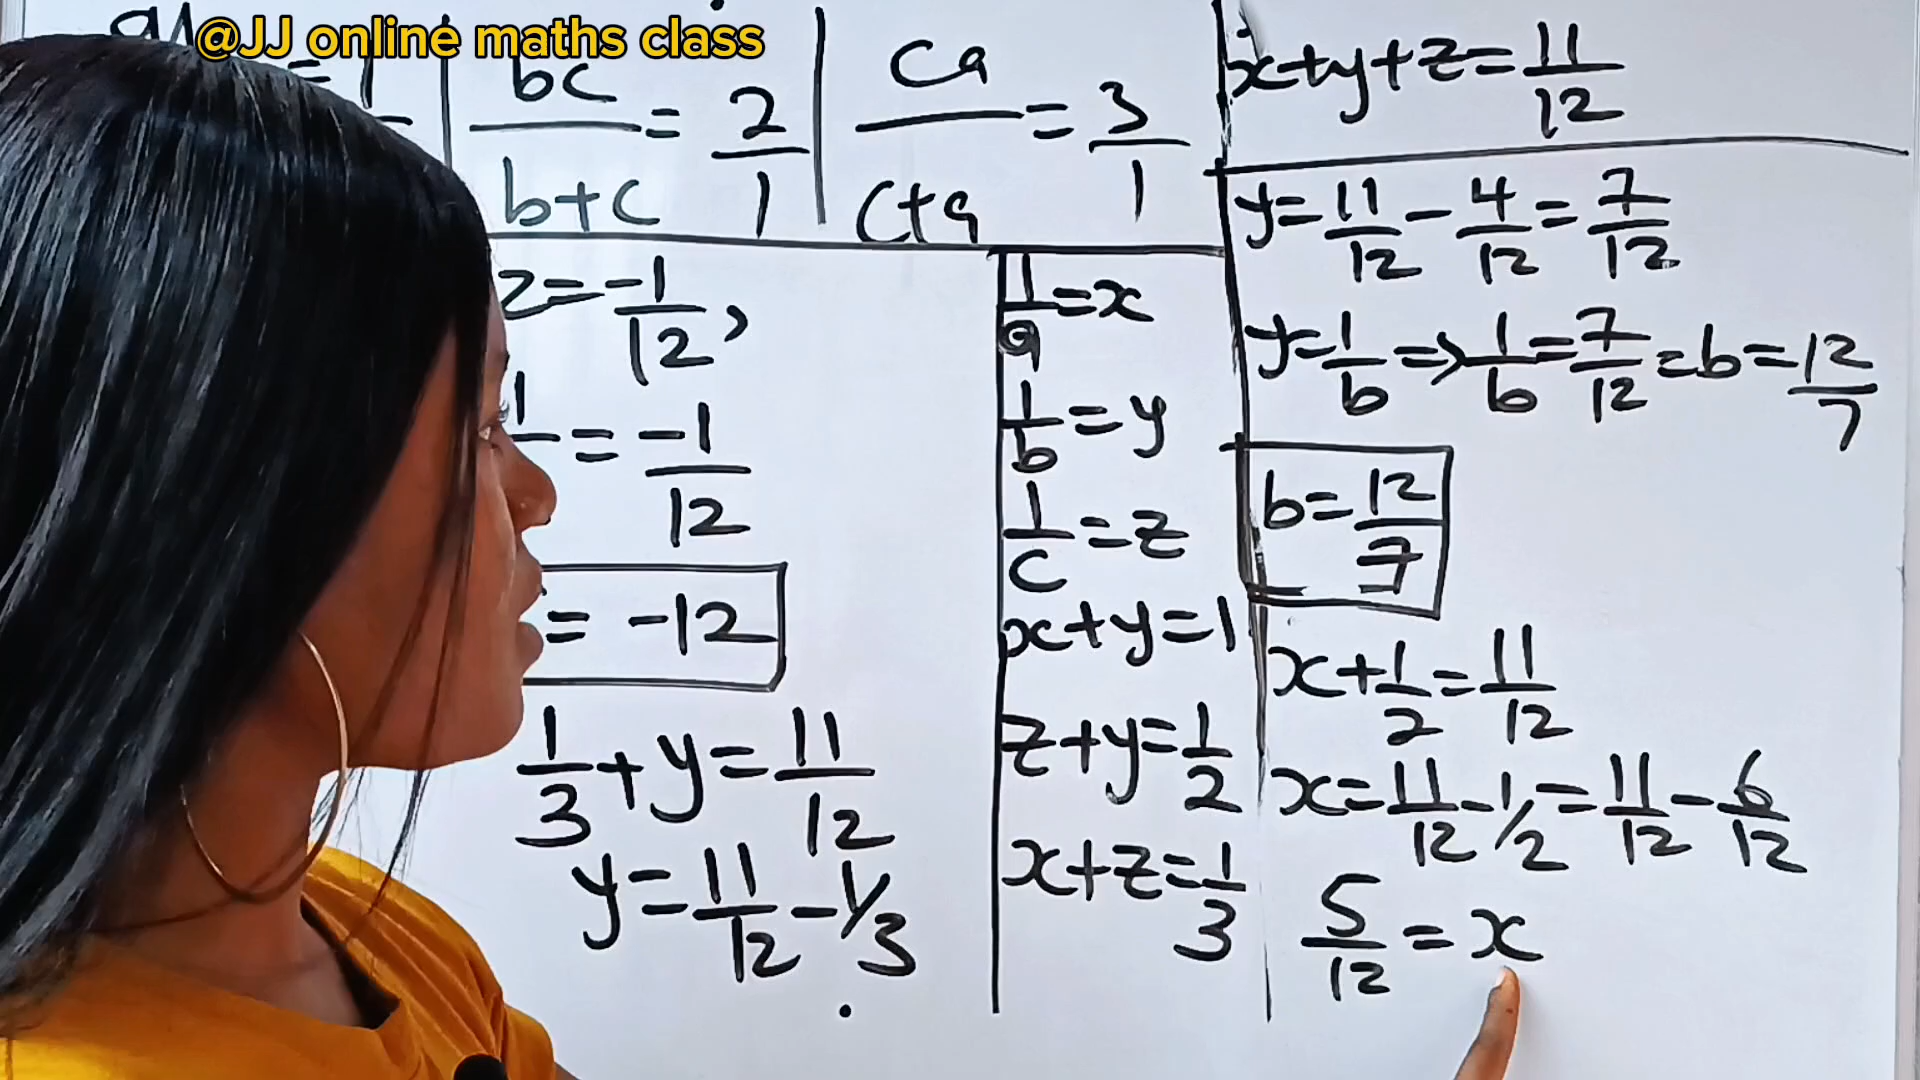 @JJ online maths class
= 1
bc/b+c = 2/1
ca/c+a = 3/1
z = -1/12,
1/ = -1/12
= -12
1/3 + y = 11/12
y = 11/12 - 1/3
1/a = x
1/b = y
1/c = z
x+y=1
z+y=1/2
x+z=1/3
x+y+z=11/12
y=11/12-4/12=7/12
y=1/b=>1/b=7/12=b=12/7
b=12/7
x+1/2=11/12
x=11/12-1/2=11/12-6/12
5/12=x